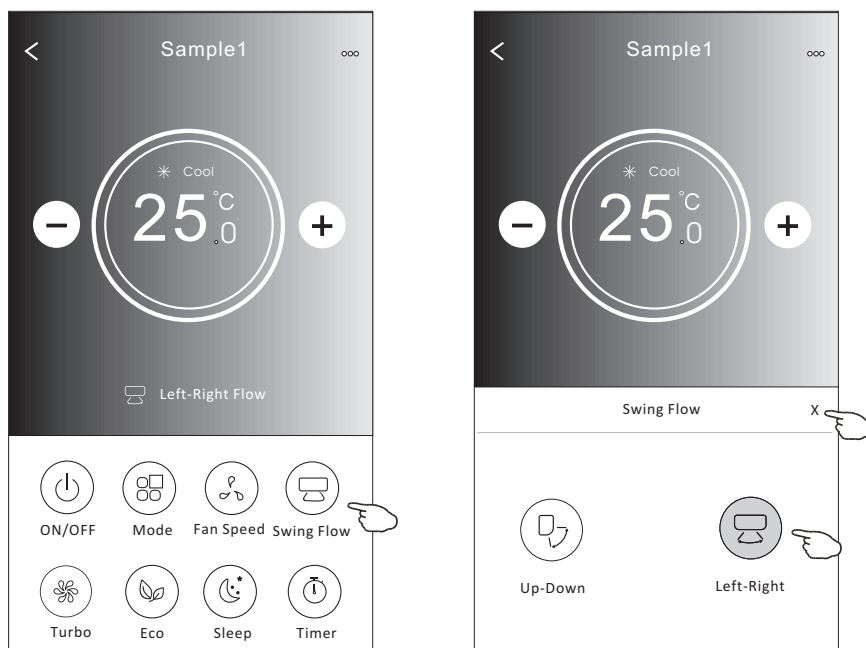 Sample1
Cool
25.0 °C
Left-Right Flow
ON/OFF Mode Fan Speed Swing Flow
Turbo Eco Sleep Timer
Sample1
Cool
25.0 °C
Swing Flow X
Up-Down Left-Right